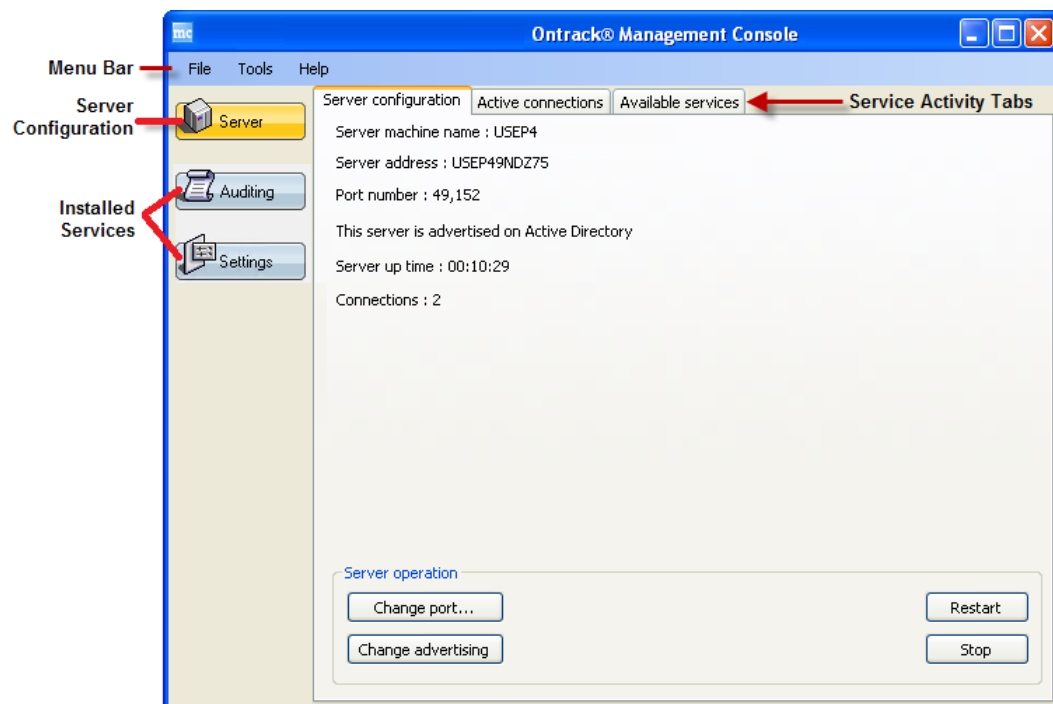 mc
Ontrack® Management Console
Menu Bar
File Tools Help
Server Configuration
Server
Server configuration Active connections Available services
Service Activity Tabs
Server machine name : USEP4
Server address : USEP49NDZ75
Installed Services
Auditing
Port number : 49,152
This server is advertised on Active Directory
Settings
Server up time : 00:10:29
Connections : 2
Server operation
Change port...
Restart
Change advertising
Stop